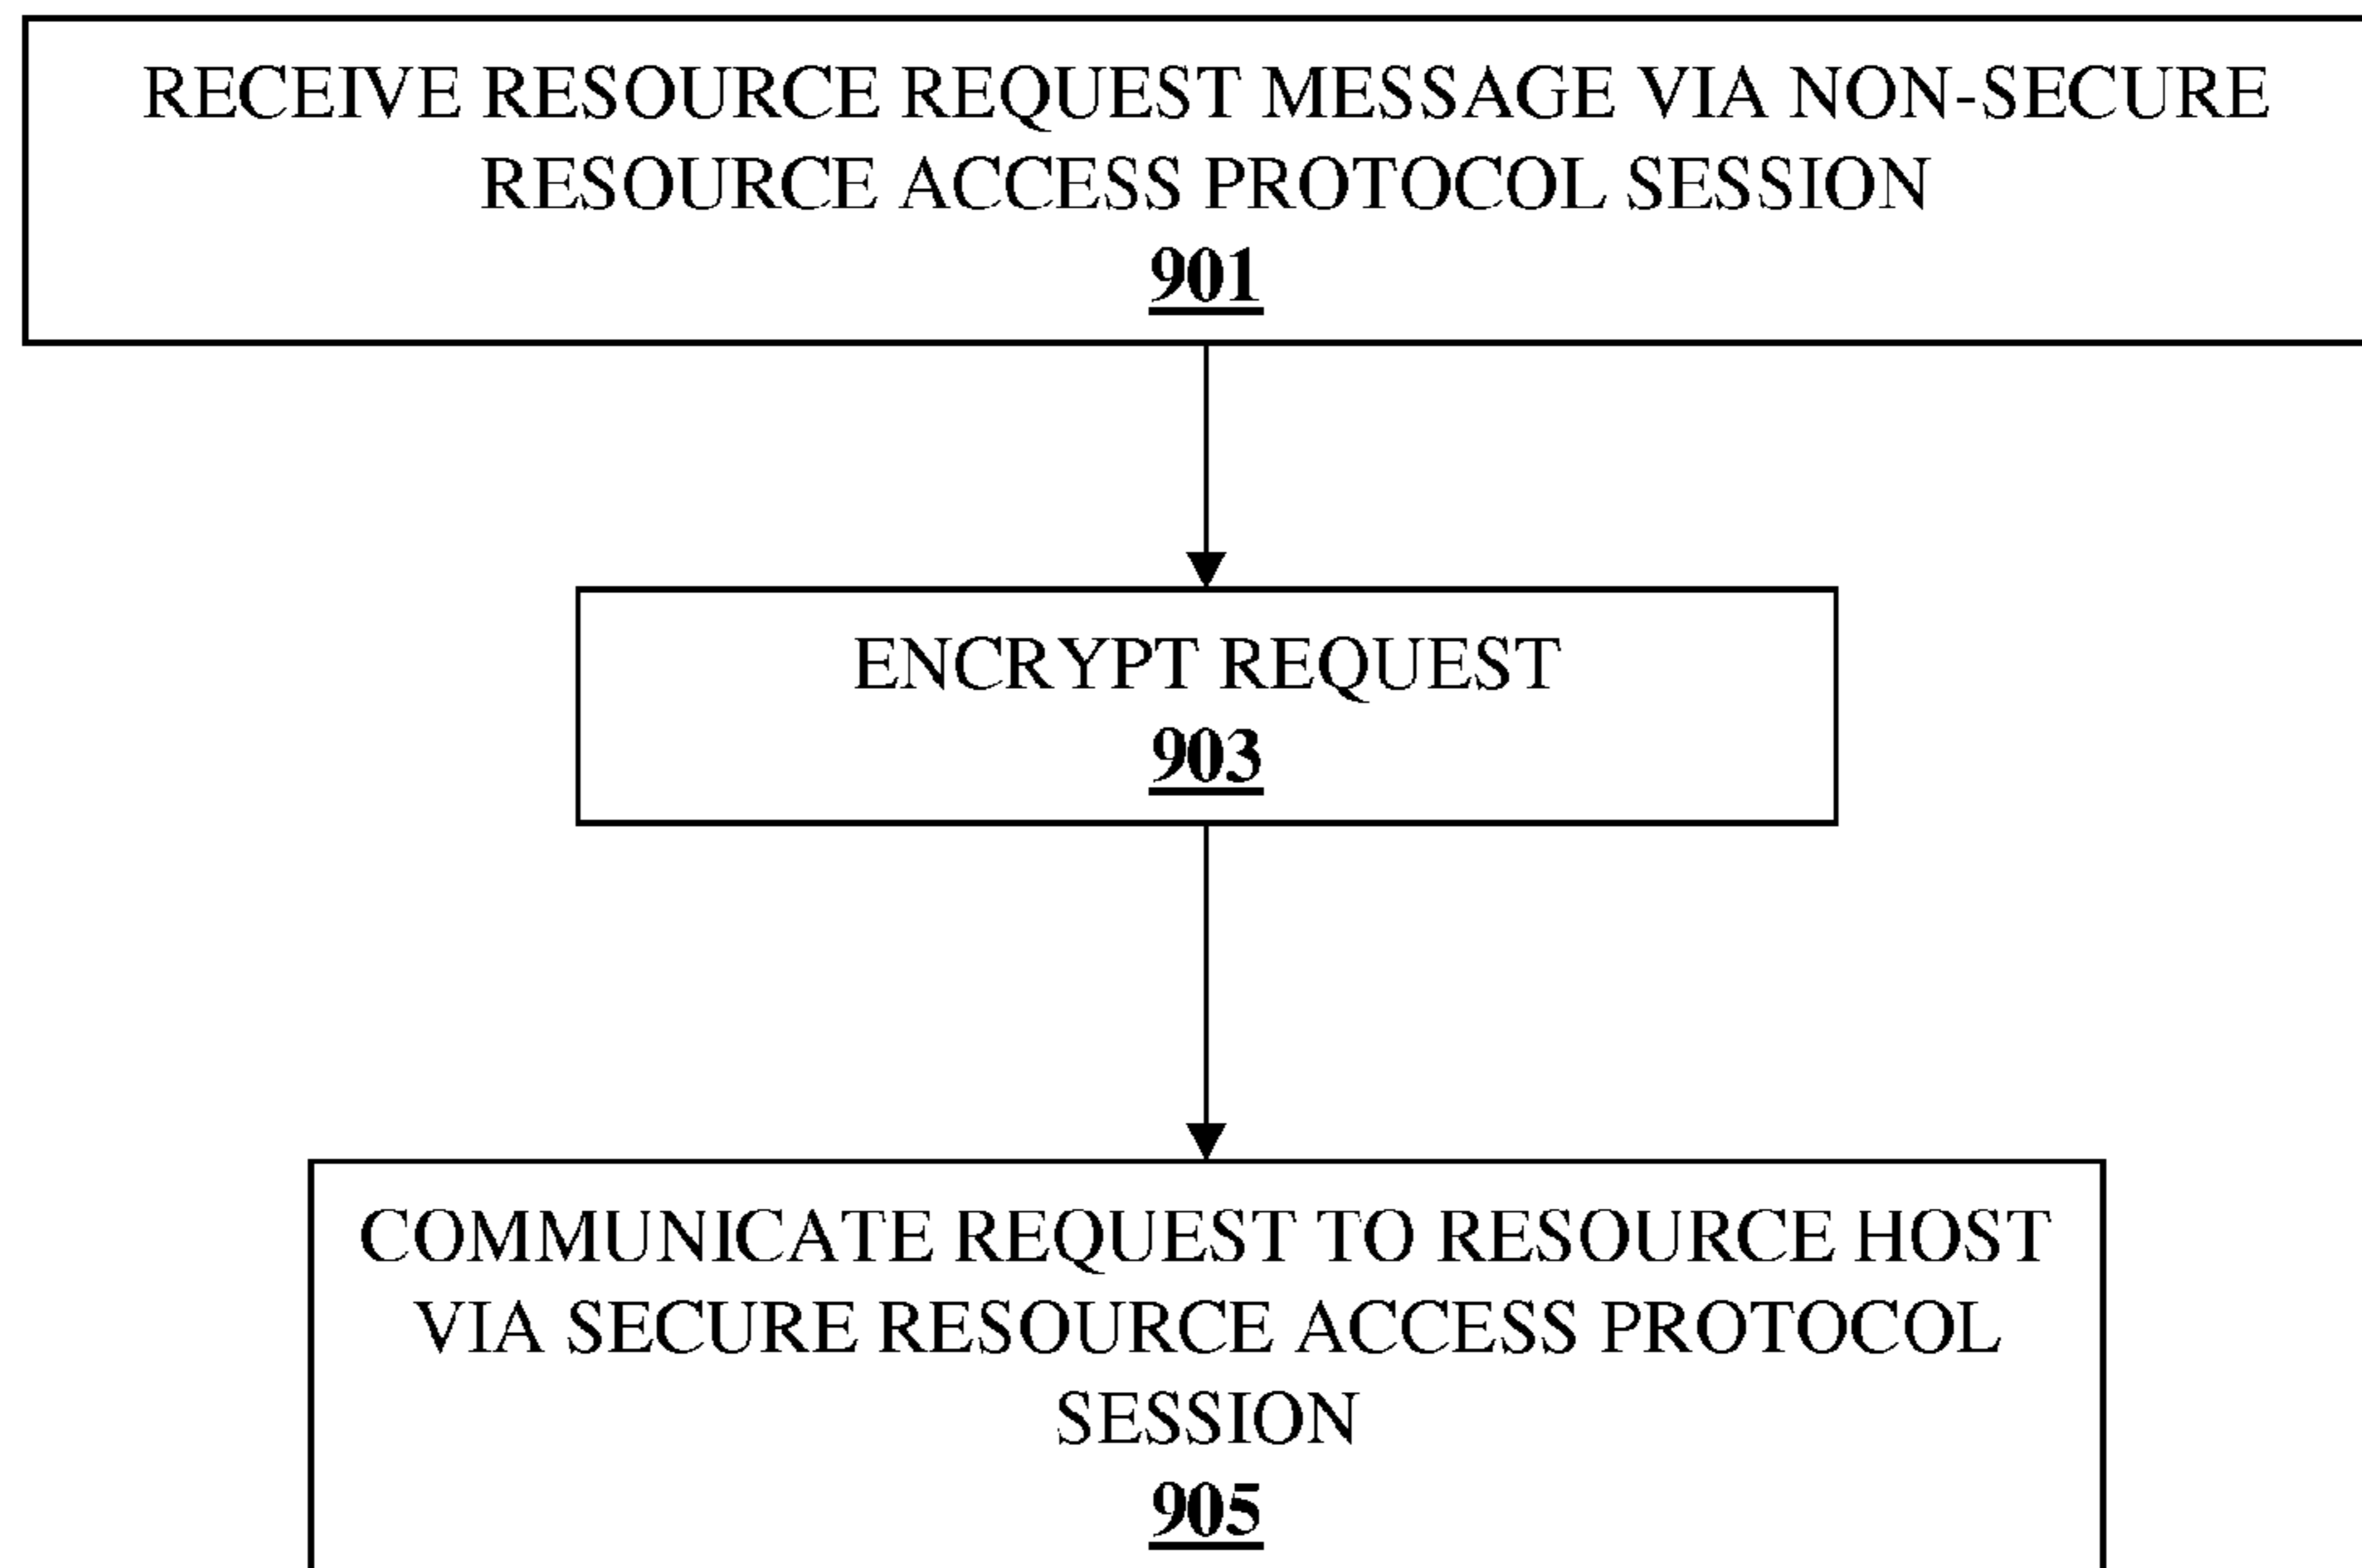 RECEIVE RESOURCE REQUEST MESSAGE VIA NON-SECURE
RESOURCE ACCESS PROTOCOL SESSION
901
ENCRYPT REQUEST
903
COMMUNICATE REQUEST TO RESOURCE HOST
VIA SECURE RESOURCE ACCESS PROTOCOL
SESSION
905